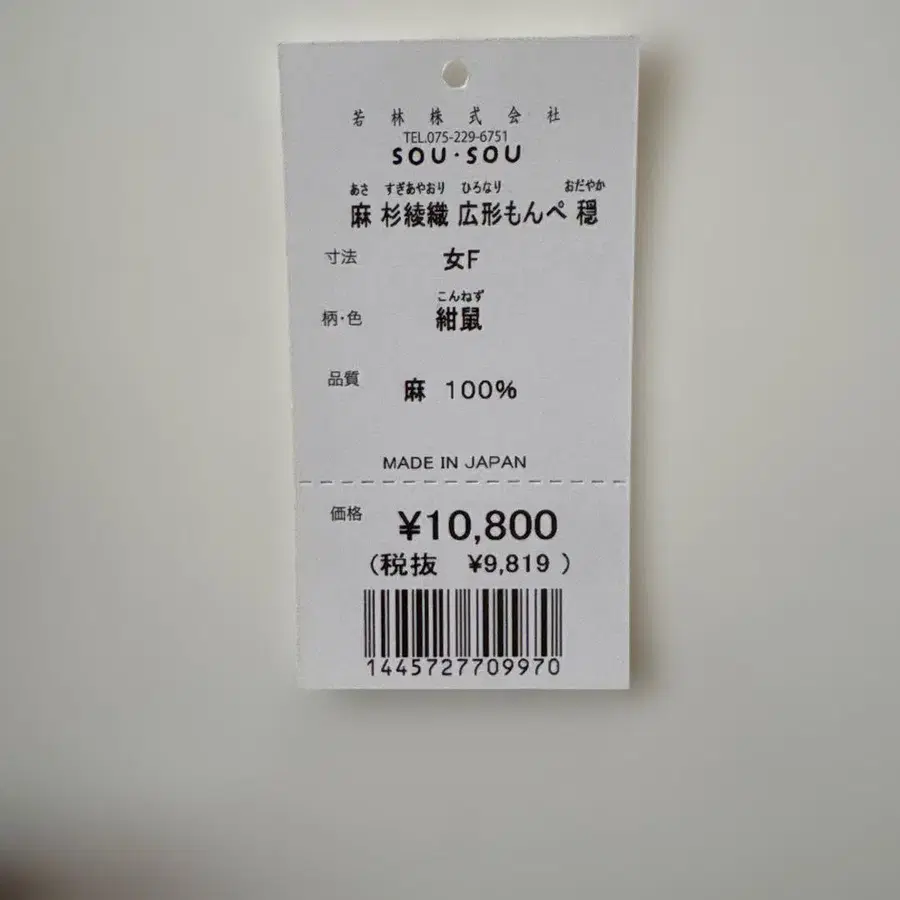 若林株式会社
TEL.075-229-6751
SOU・SOU
あさ すぎあやおり ひろなり おだやか
麻 杉綾織 広形もんぺ 穏
寸法 女F
こんねず
柄・色 紺鼠
品質 麻 100%
MADE IN JAPAN
価格 ¥10,800
(税抜 ¥9,819 )
1445727709970